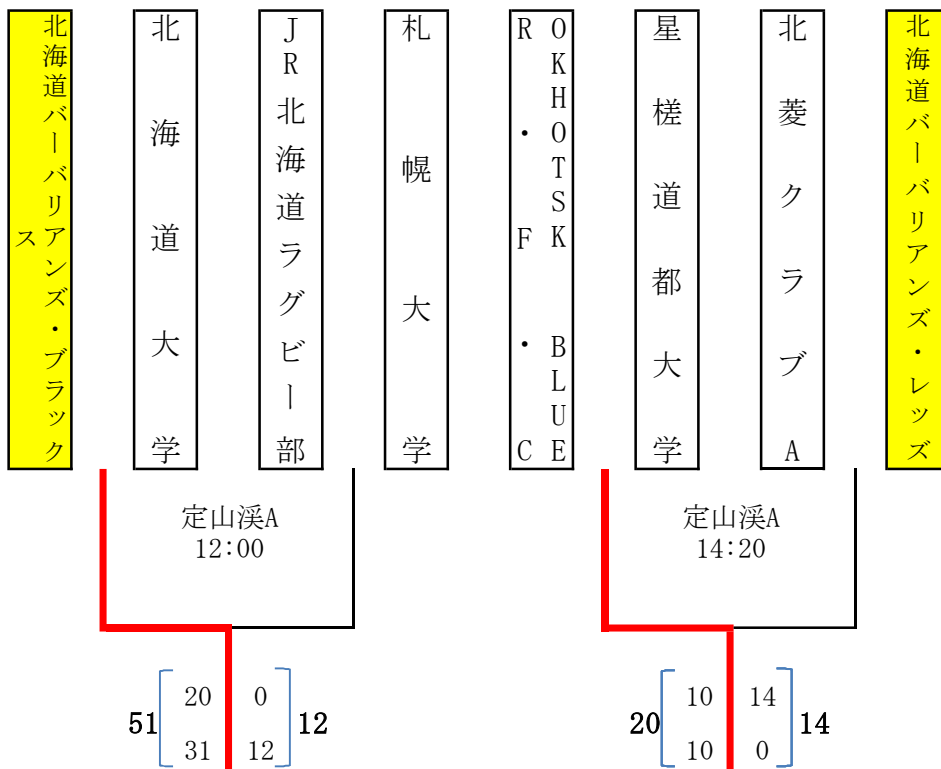 北海道バーバリアンズ・ブラック
ス
北海道大学
JR北海道ラグビー部
札幌大学
OKHOTSK BLUE
R・F・C
星槎道都大学
北菱クラブA
北海道バーバリアンズ・レッズ
定山渓A
12:00
定山渓A
14:20
51
20 0
31 12
12
20
10 14
10 0
14